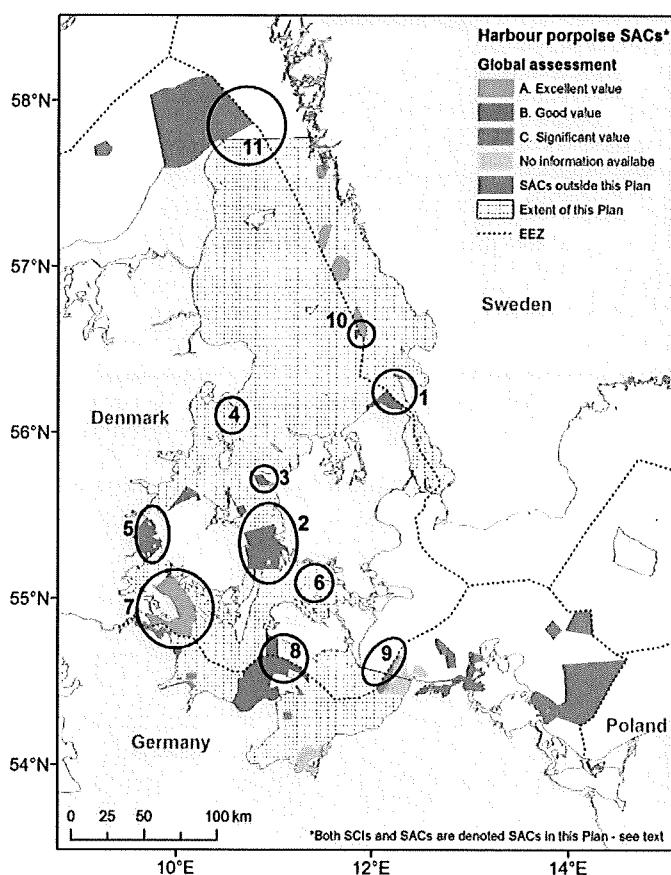 Harbour porpoise SACs*
Global assessment
A. Excellent value
B. Good value
C. Significant value
No information availabe
SACs outside this Plan
Extent of this Plan
EEZ
58°N
57°N
56°N
55°N
54°N
11
10
Sweden
1
4
Denmark
3
5
2
6
7
8
9
Germany
Poland
0 25 50 100 km
*Both SCIs and SACs are denoted SACs in this Plan - see text
10°E 12°E 14°E